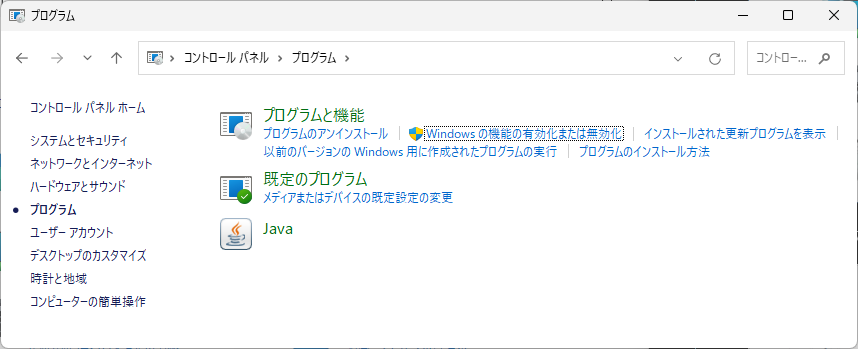 プログラム
コントロール パネル > プログラム >
コントロー...
コントロール パネル ホーム
システムとセキュリティ
ネットワークとインターネット
ハードウェアとサウンド
プログラム
ユーザー アカウント
デスクトップのカスタマイズ
時計と地域
コンピューターの簡単操作
プログラムと機能
プログラムのアンインストール | Windows の機能の有効化または無効化 | インストールされた更新プログラムを表示 |
以前のバージョンの Windows 用に作成されたプログラムの実行 | プログラムのインストール方法
既定のプログラム
メディアまたはデバイスの既定設定の変更
Java